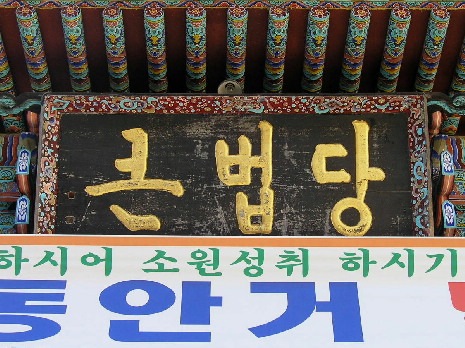 큰법당
하시어 소원성취 하시기
동안거